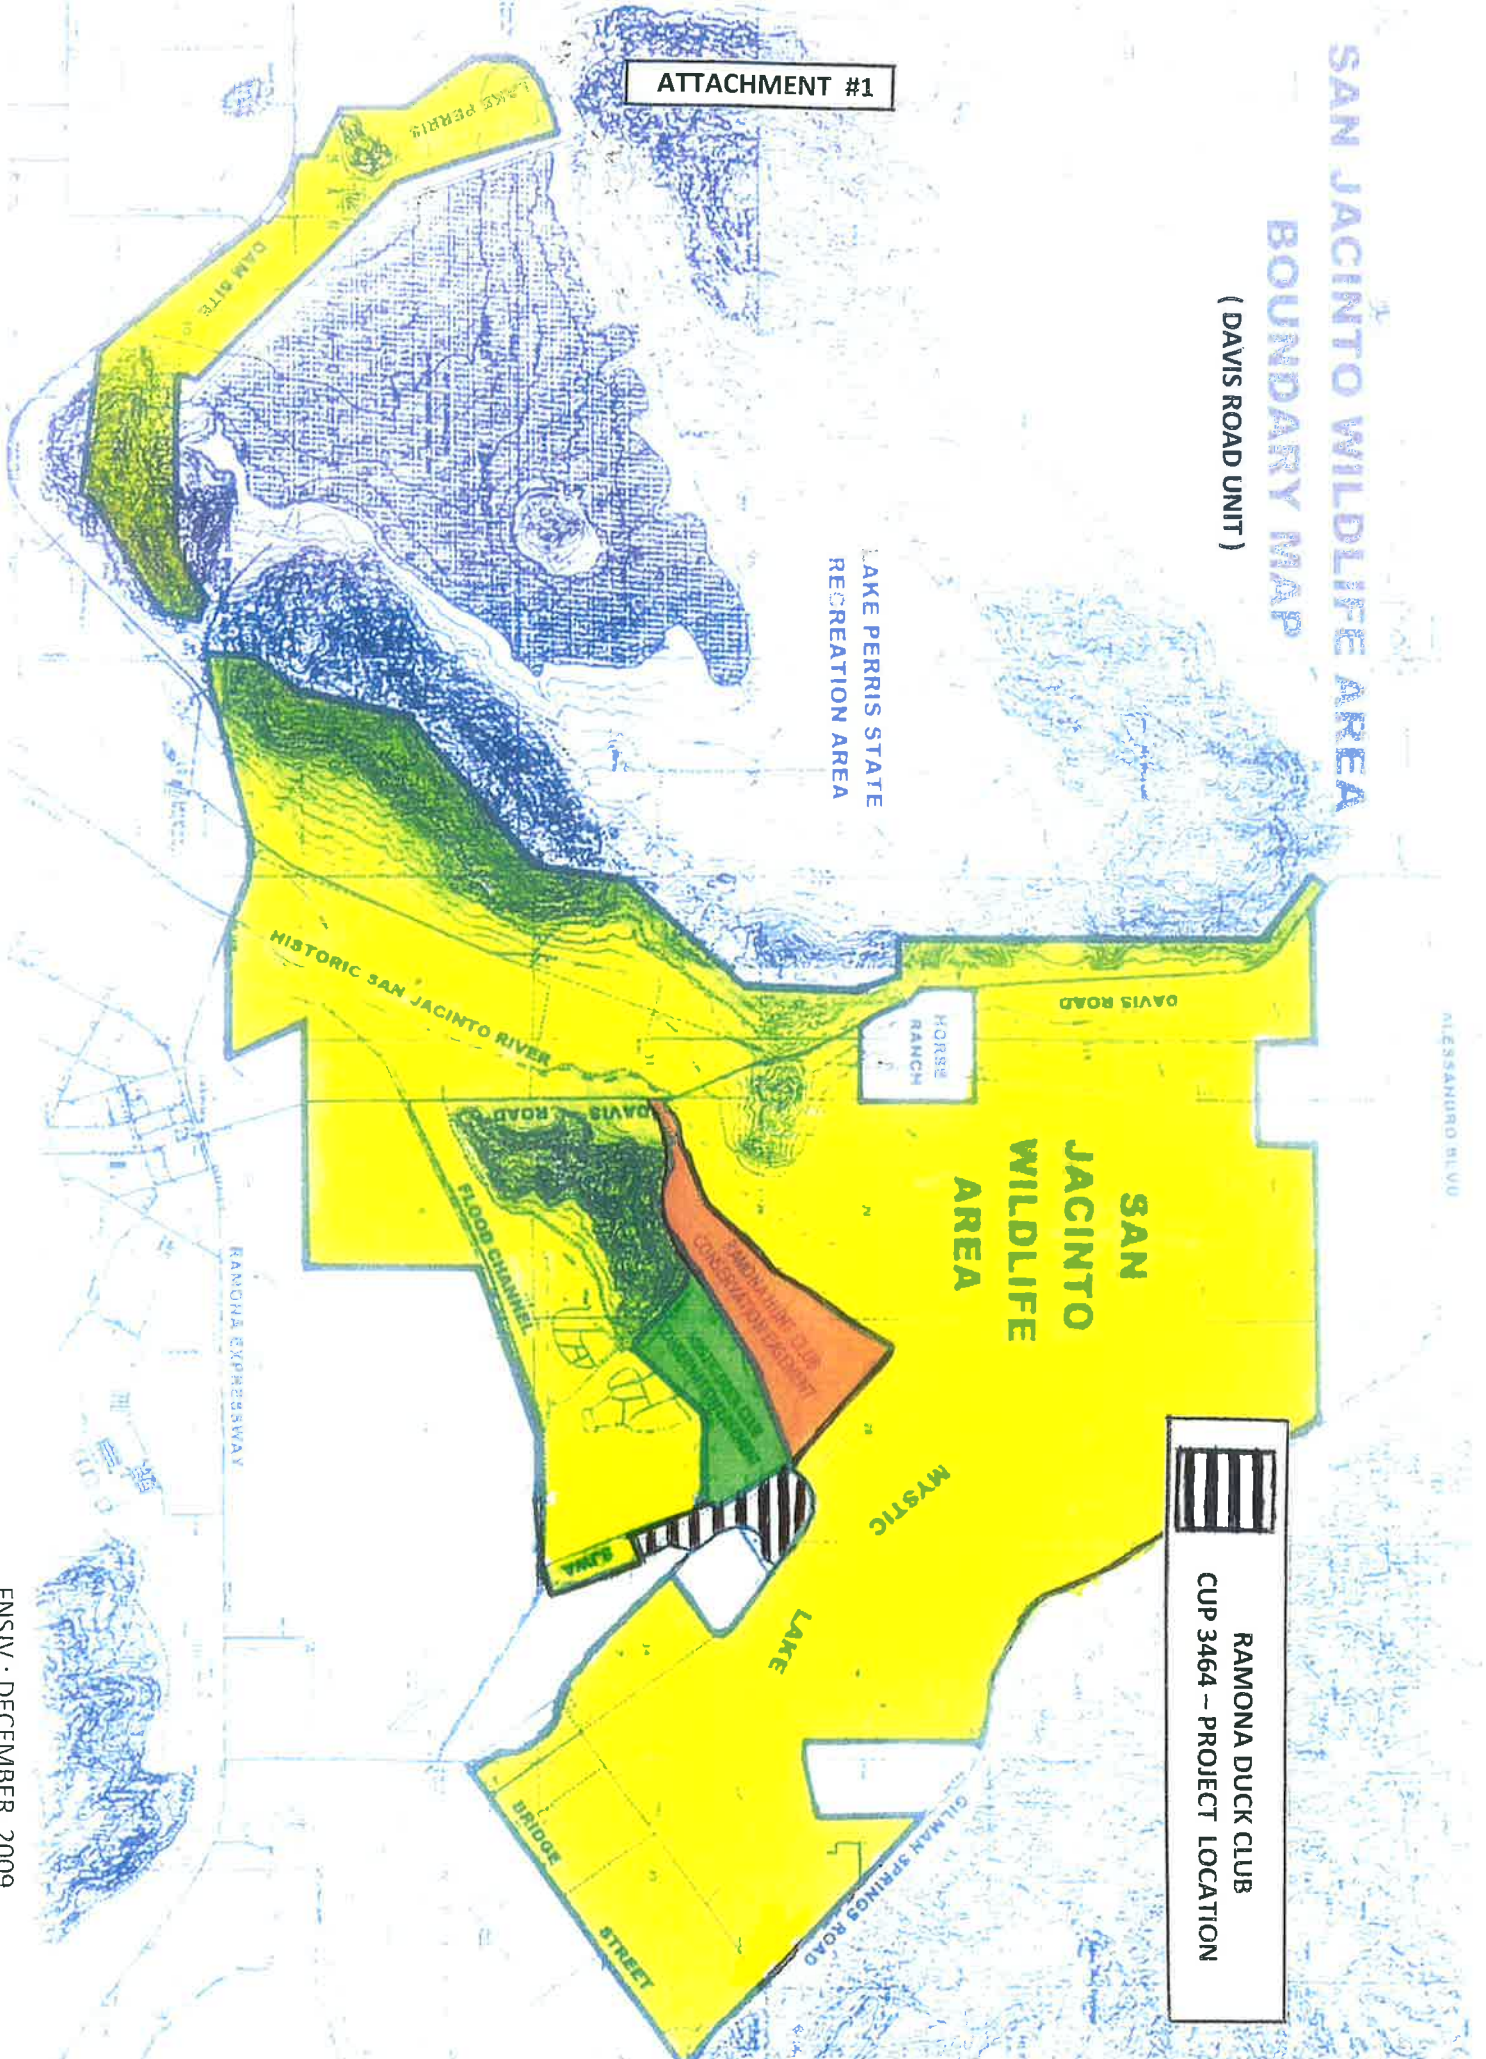 SAN JACINTO WILDLIFE AREA
BOUNDARY MAP
( DAVIS ROAD UNIT )
ATTACHMENT #1
ALESSANDRO BLVD
LAKE PERRIS STATE
RECREATION AREA
LAKE PERRIS
DAM SITE
DAVIS ROAD
HORSE
RANCH
SAN
JACINTO
WILDLIFE
AREA
HISTORIC SAN JACINTO RIVER
DAVIS ROAD
RAMONA HUNT CLUB
CONSERVATION EASEMENT
FLOOD CHANNEL
MYSTIC
LAKE
SJWA
RAMONA EXPRESSWAY
BRIDGE
STREET
GILMAN SPRINGS ROAD
RAMONA DUCK CLUB
CUP 3464 – PROJECT LOCATION
FNSJV · DECEMBER 2009